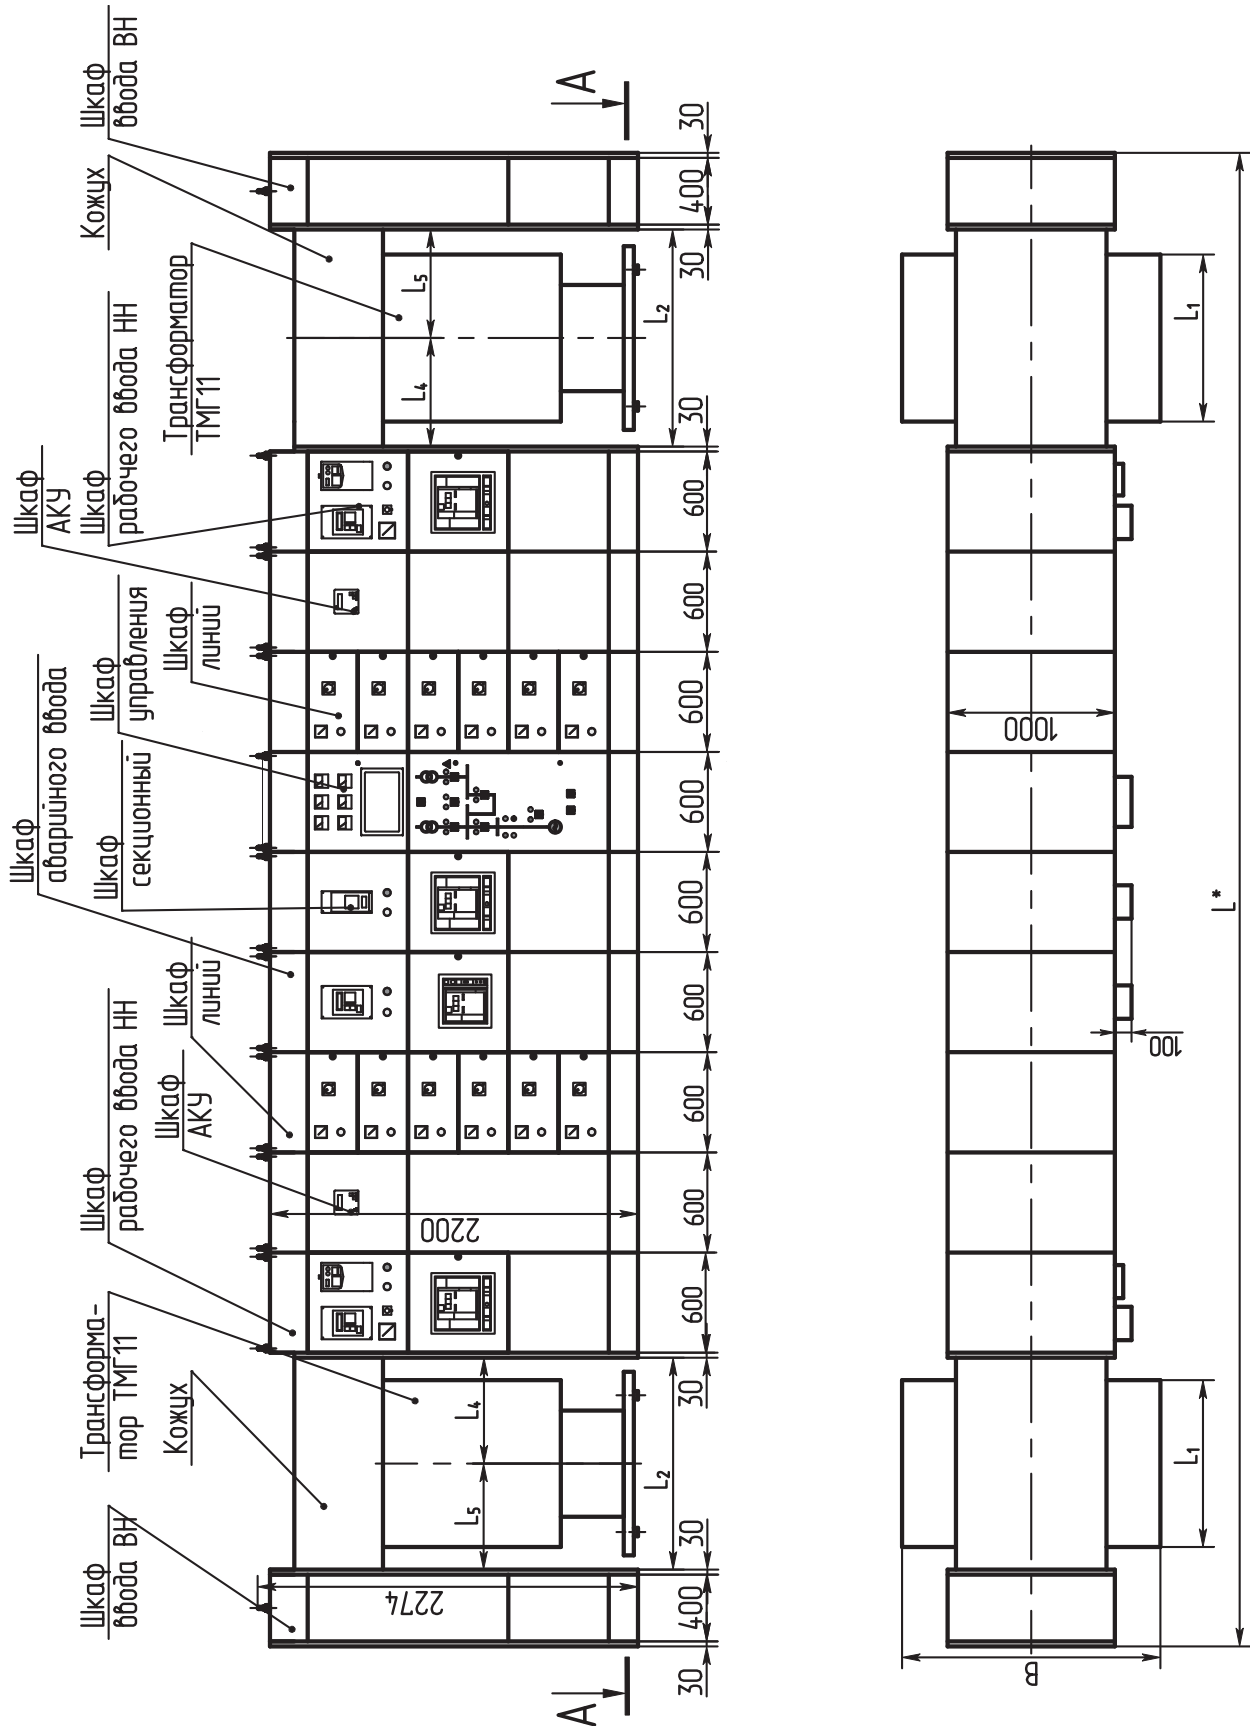 Шкаф
ввода ВН
Трансформа-
тор ТМГ11
Кожух
Шкаф
рабочего ввода НН
Шкаф
АКУ
Шкаф
линий
Шкаф
аварийного ввода
Шкаф
секционный
Шкаф
управления
Шкаф
линий
Шкаф
АКУ
Шкаф
рабочего ввода НН
Трансформатор
ТМГ11
Кожух
Шкаф
ввода ВН
2274
2200
L5
L4
L4
L5
L2
L2
30
400
30
30
600
600
600
600
600
600
600
600
600
30
30
400
30
А
А
B
1000
100
L1
L1
L*